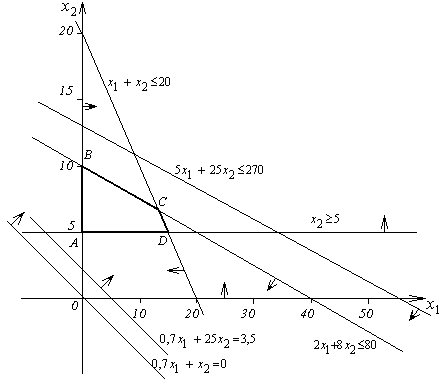 x₂
20
x₁ + x₂ ≤20
15
10
B
5x₁ + 25x₂ ≤270
C
x₂ ≥5
5
A
D
0
10
20
30
40
50
x₁
0,7x₁ + 25x₂ =3,5
2x₁+8x₂ ≤80
0,7x₁ + x₂ =0